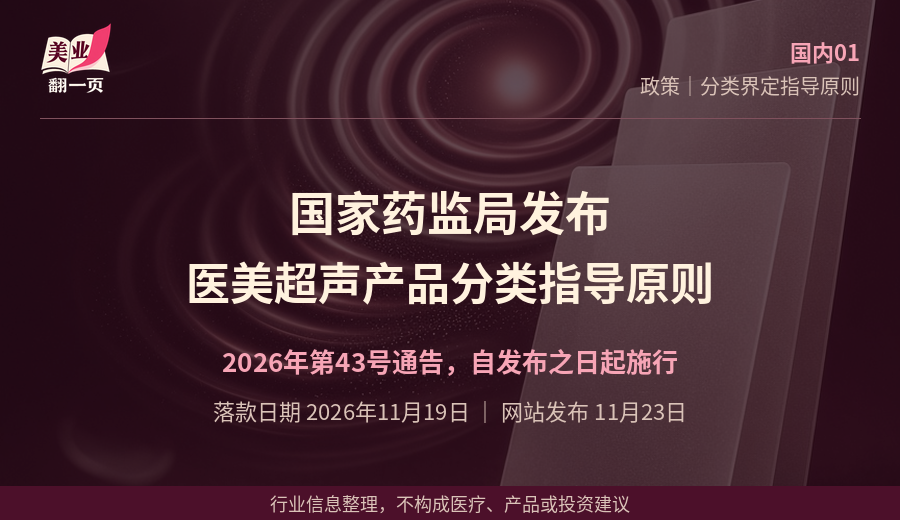 美业
翻一页
国内01
政策｜分类界定指导原则
国家药监局发布
医美超声产品分类指导原则
2026年第43号通告，自发布之日起施行
落款日期 2026年11月19日 ｜ 网站发布 11月23日
行业信息整理，不构成医疗、产品或投资建议